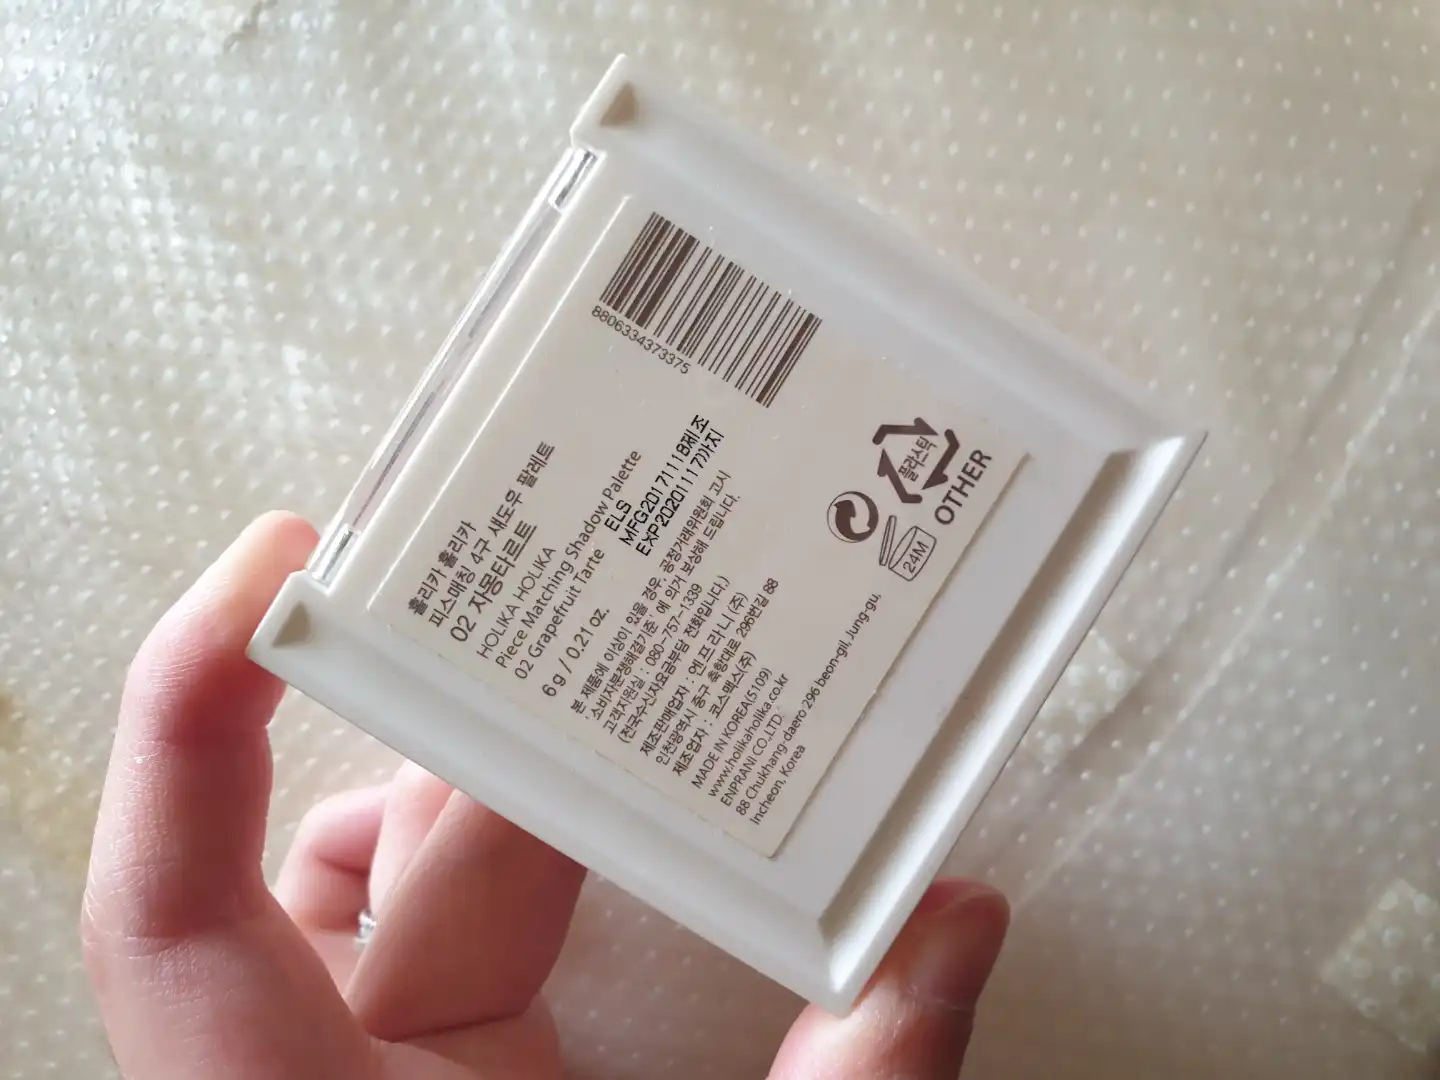 8806334373375
홀리카 홀리카
피스매칭 4구 섀도우 팔레트
02 자몽타르트
HOLIKA HOLIKA
Piece Matching Shadow Palette
02 Grapefruit Tarte
6g / 0.21 oz.
ELS
MFG20171118제조
EXP20201117까지
본 제품에 이상이 있을 경우, 공정거래위원회 고시
'소비자분쟁해결기준'에 의거 보상해 드립니다.
고객지원실 : 080-757-1339
(전국수신자요금부담 전화입니다.)
제조판매업자 : 엔프라니(주)
인천광역시 중구 축항대로 296번길 88
제조업자 : 코스맥스(주)
MADE IN KOREA(5109)
www.holikaholika.co.kr
ENPRANI CO.,LTD.
88 Chukhang-daero 296 beon-gil, Jung-gu,
Incheon, Korea
플라스틱
OTHER
24M